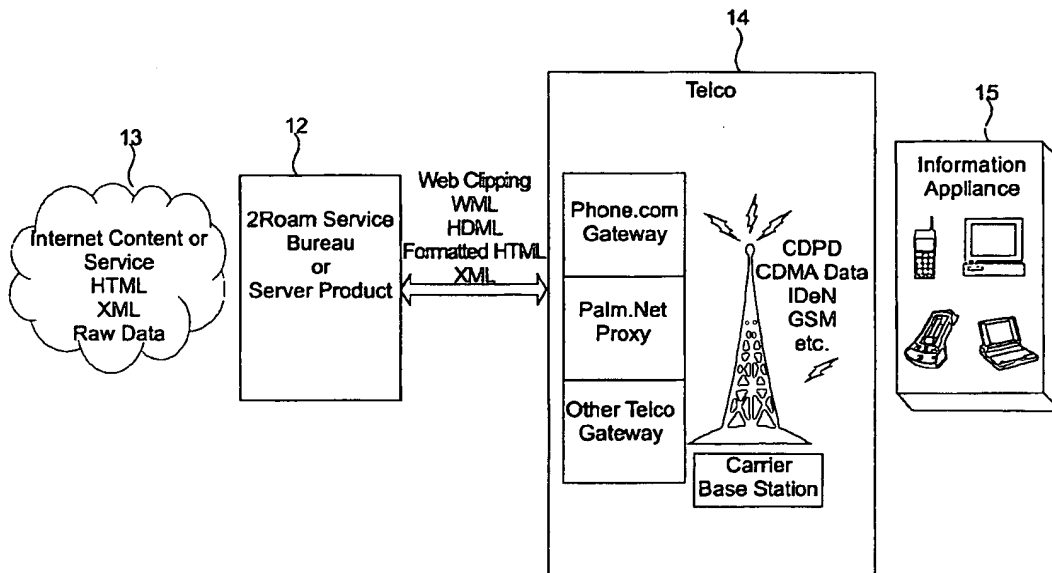 14
Telco
13
12
15
Internet Content or
Service
HTML
XML
Raw Data
2Roam Service
Bureau
or
Server Product
Web Clipping
WML
HDML
Formatted HTML
XML
Phone.com
Gateway
Palm.Net
Proxy
Other Telco
Gateway
CDPD
CDMA Data
IDeN
GSM
etc.
Carrier
Base Station
Information
Appliance